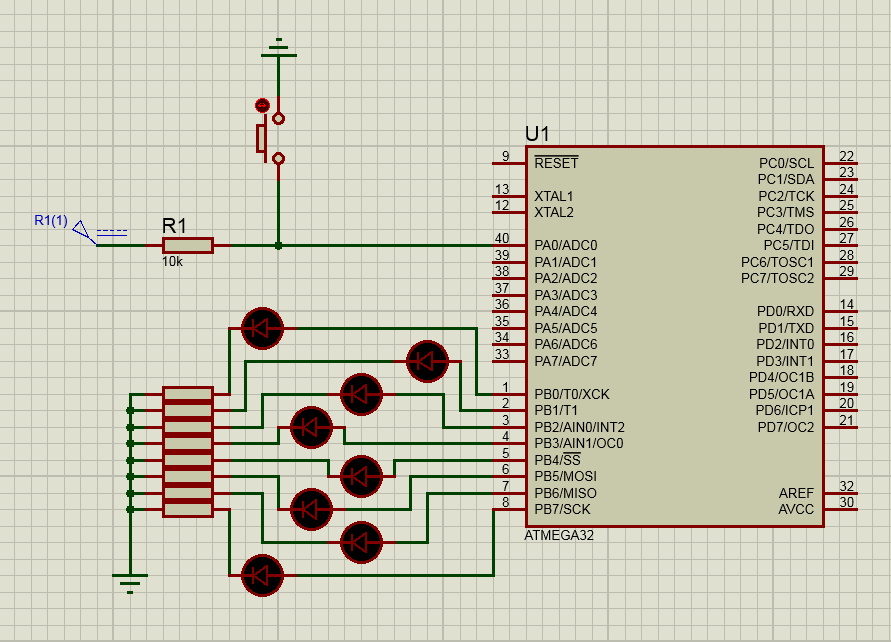 U1
9 RESET
13 XTAL1
12 XTAL2
40 PA0/ADC0
39 PA1/ADC1
38 PA2/ADC2
37 PA3/ADC3
36 PA4/ADC4
35 PA5/ADC5
34 PA6/ADC6
33 PA7/ADC7
1 PB0/T0/XCK
2 PB1/T1
3 PB2/AIN0/INT2
4 PB3/AIN1/OC0
5 PB4/SS
6 PB5/MOSI
7 PB6/MISO
8 PB7/SCK
PC0/SCL 22
PC1/SDA 23
PC2/TCK 24
PC3/TMS 25
PC4/TDO 26
PC5/TDI 27
PC6/TOSC1 28
PC7/TOSC2 29
PD0/RXD 14
PD1/TXD 15
PD2/INT0 16
PD3/INT1 17
PD4/OC1B 18
PD5/OC1A 19
PD6/ICP1 20
PD7/OC2 21
AREF 32
AVCC 30
ATMEGA32
R1(1)
R1
10k